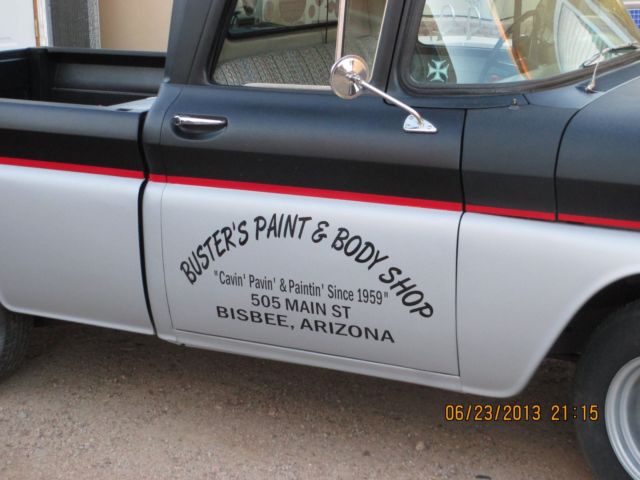 BUSTER'S PAINT & BODY SHOP
"Cavin' Pavin' & Paintin' Since 1959"
505 MAIN ST
BISBEE, ARIZONA
06/23/2013 21:15